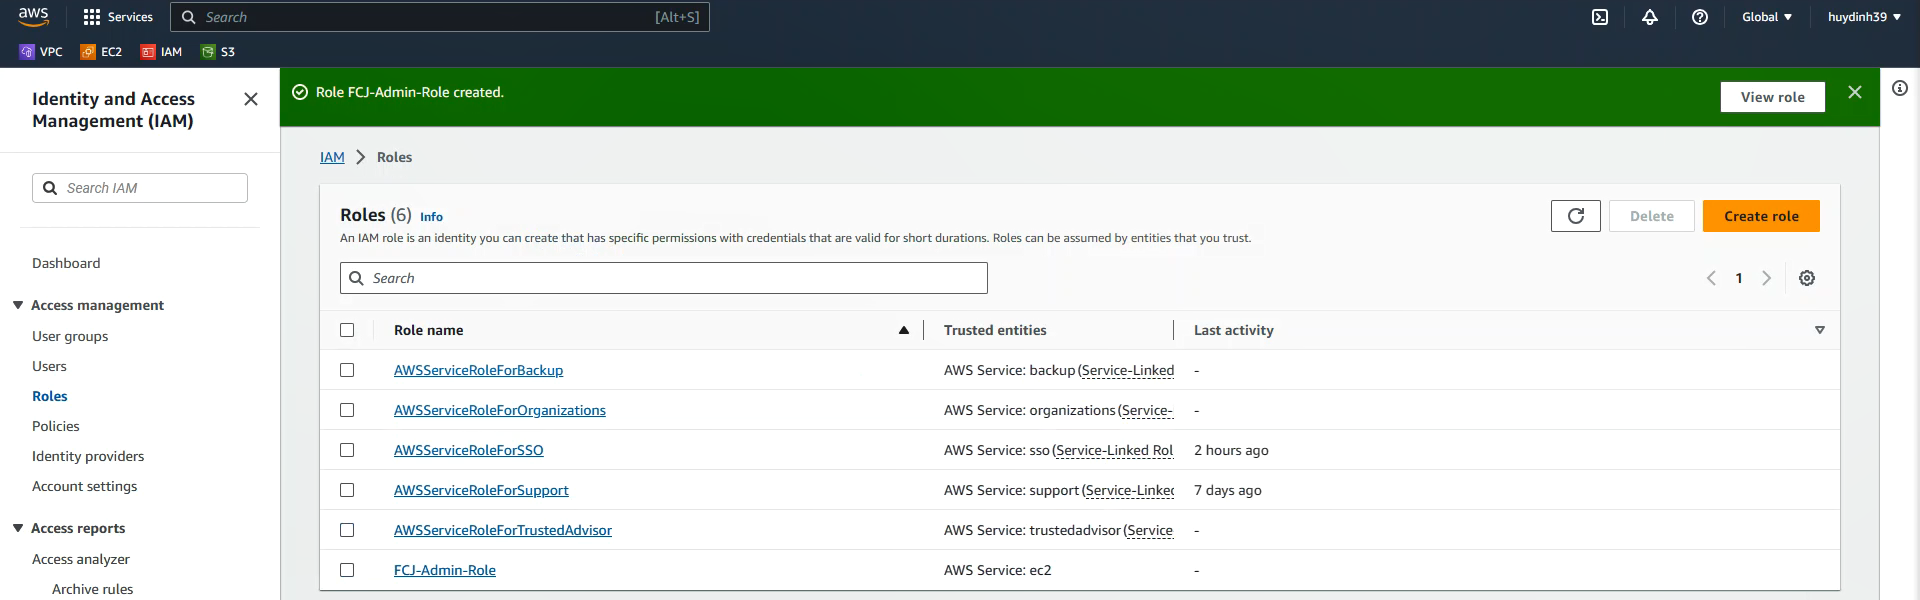 aws
Services
Search
[Alt+S]
Global
huydinh39
VPC
EC2
IAM
S3
Identity and Access
Management (IAM)
Role FCJ-Admin-Role created.
View role
IAM
Roles
Search IAM
Roles (6) Info
Delete
Create role
An IAM role is an identity you can create that has specific permissions with credentials that are valid for short durations. Roles can be assumed by entities that you trust.
Search
1
Dashboard
Access management
User groups
Users
Roles
Policies
Identity providers
Account settings
Access reports
Access analyzer
Archive rules
Role name
Trusted entities
Last activity
AWSServiceRoleForBackup
AWS Service: backup (Service-Linked
-
AWSServiceRoleForOrganizations
AWS Service: organizations (Service-
-
AWSServiceRoleForSSO
AWS Service: sso (Service-Linked Rol
2 hours ago
AWSServiceRoleForSupport
AWS Service: support (Service-Linked
7 days ago
AWSServiceRoleForTrustedAdvisor
AWS Service: trustedadvisor (Service
-
FCJ-Admin-Role
AWS Service: ec2
-